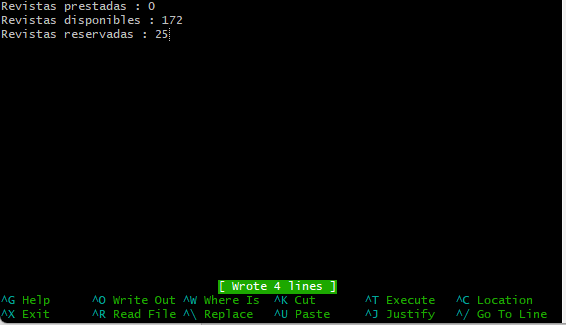 Revistas prestadas : 0
Revistas disponibles : 172
Revistas reservadas : 25
[ Wrote 4 lines ]
^G Help ^O Write Out ^W Where Is ^K Cut ^T Execute ^C Location
^X Exit ^R Read File ^\ Replace ^U Paste ^J Justify ^/ Go To Line